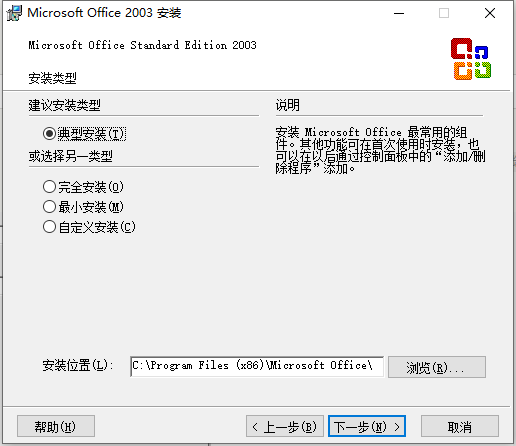 Microsoft Office 2003 安装
Microsoft Office Standard Edition 2003
安装类型
建议安装类型
典型安装(T)
或选择另一类型
完全安装(O)
最小安装(M)
自定义安装(C)
说明
安装 Microsoft Office 最常用的组
件。其他功能可在首次使用时安装，也
可以在以后通过控制面板中的“添加/删
除程序”添加。
安装位置(L):
C:\Program Files (x86)\Microsoft Office\
浏览(R)...
帮助(H)
< 上一步(B)
下一步(N) >
取消